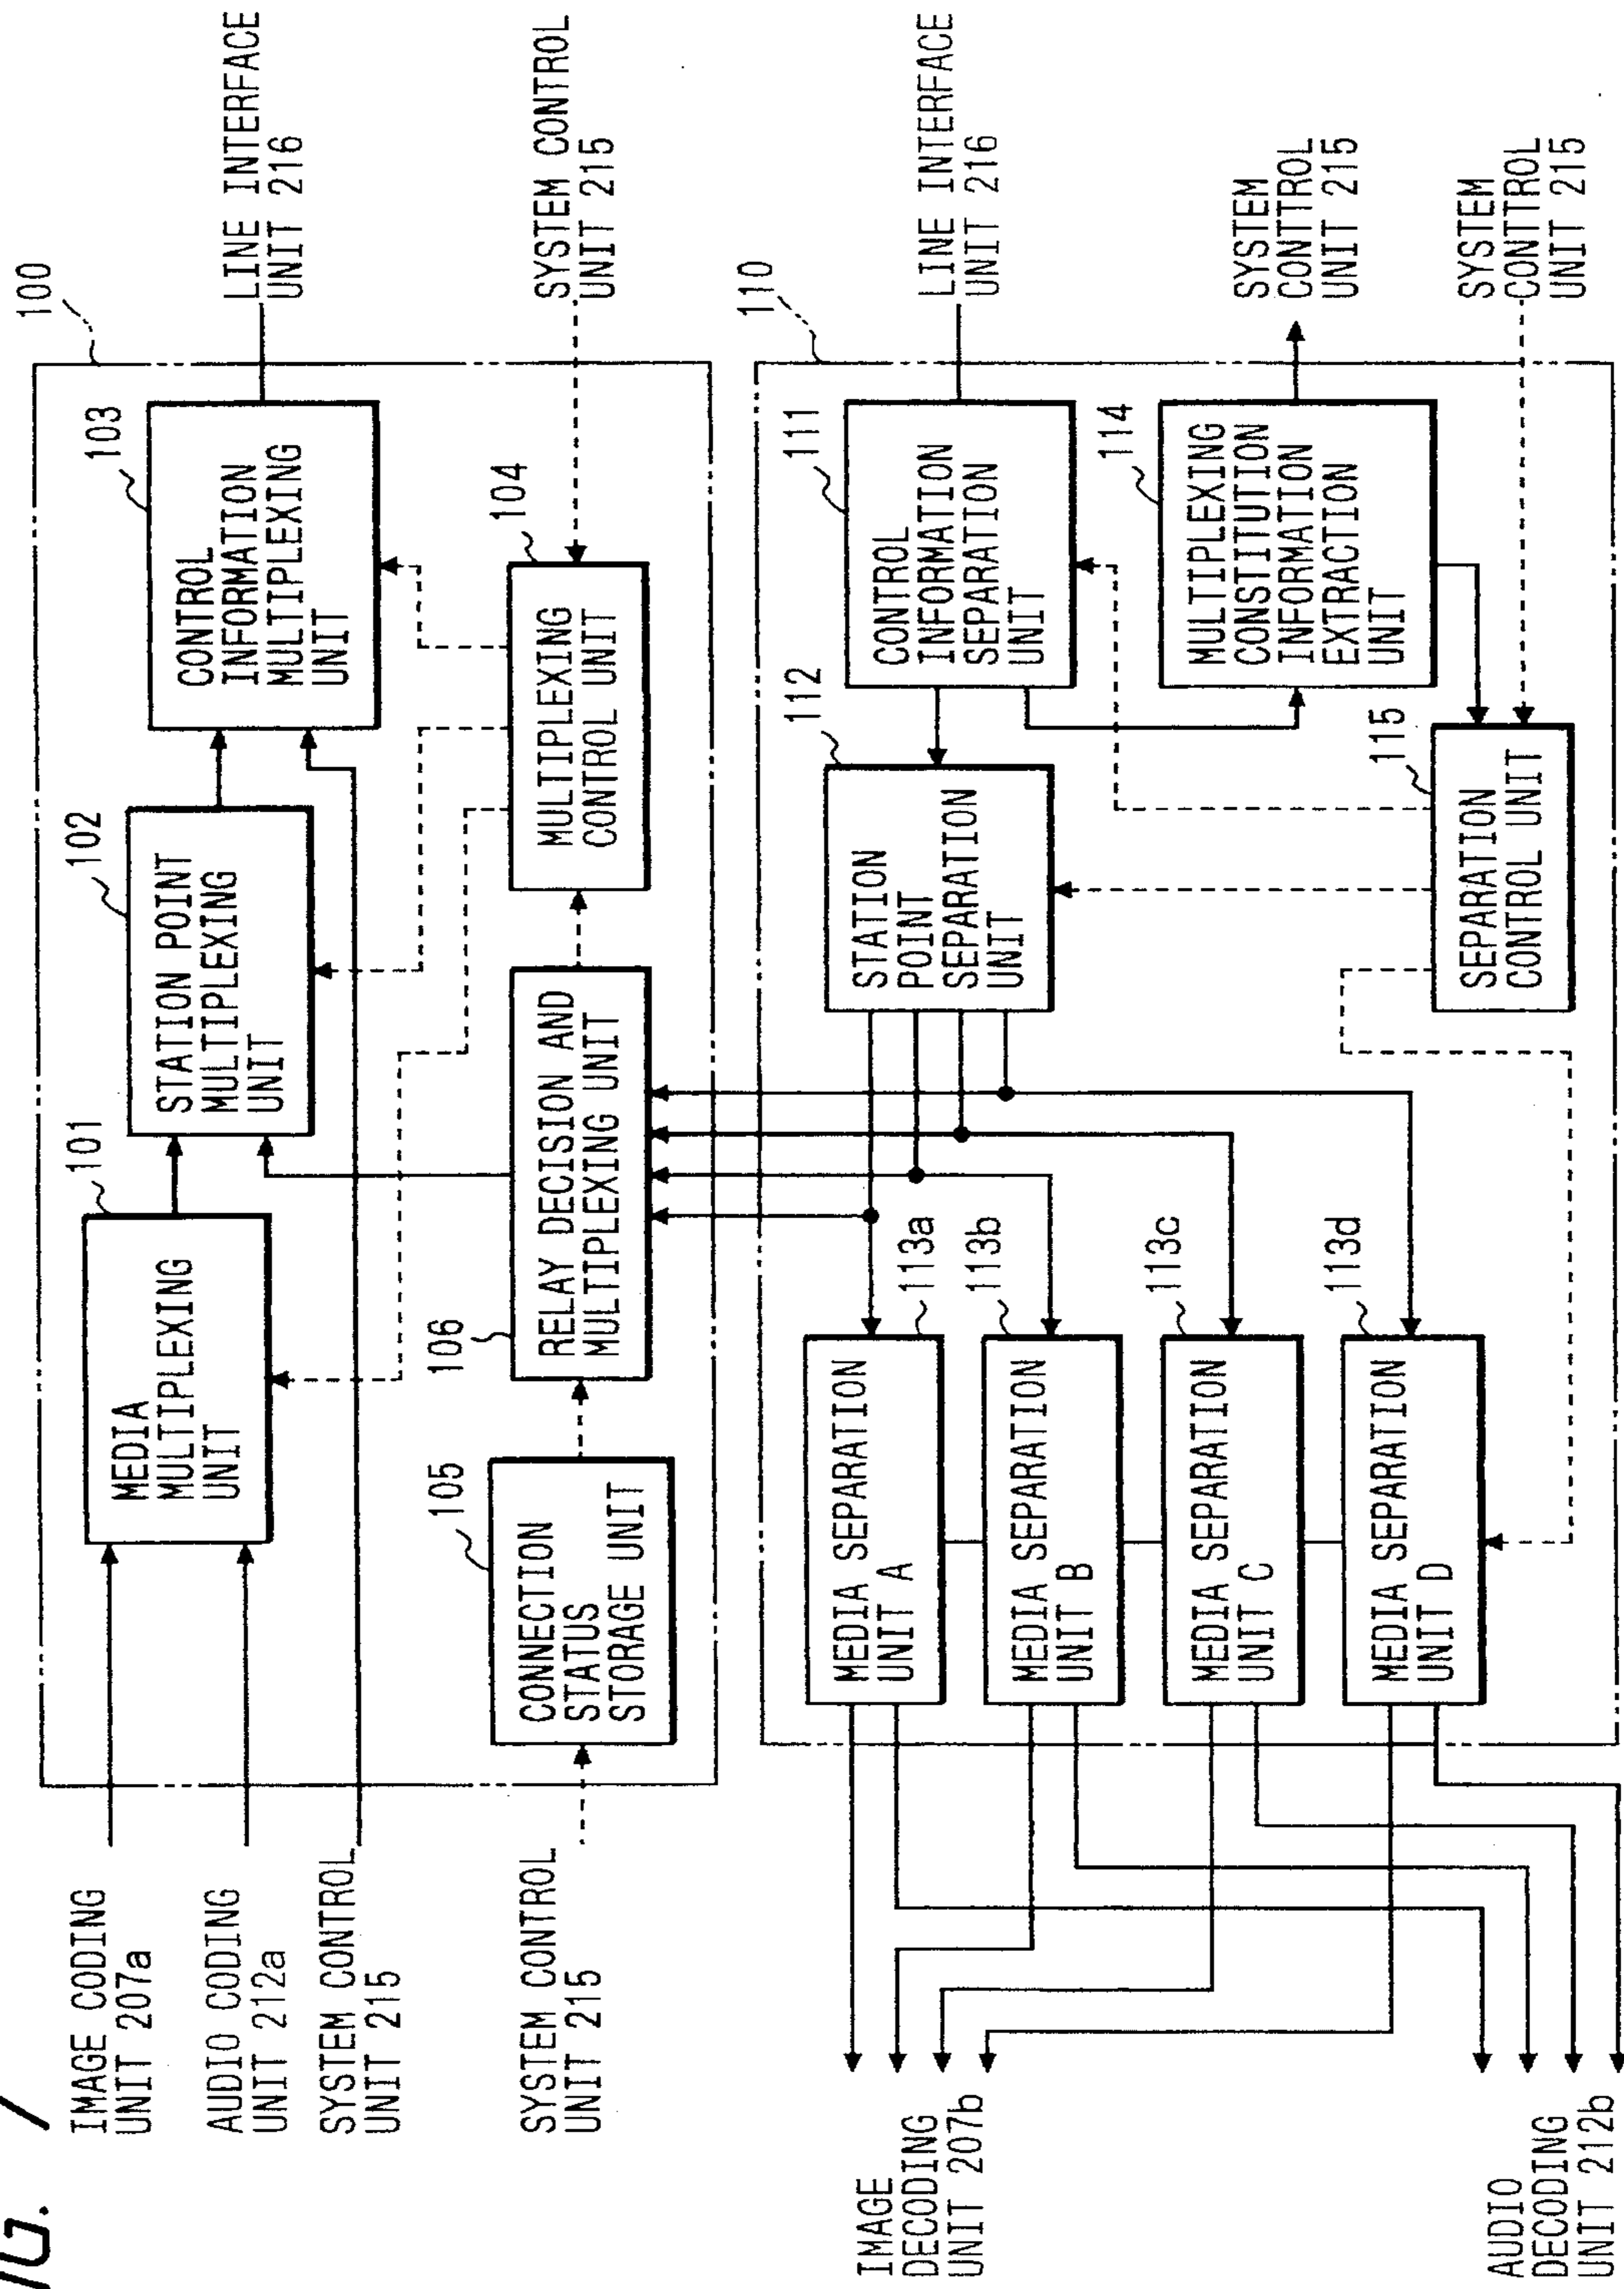 IG. 7
IMAGE CODING
UNIT 207a
AUDIO CODING
UNIT 212a
SYSTEM CONTROL
UNIT 215
SYSTEM CONTROL
UNIT 215
100
101
MEDIA
MULTIPLEXING
UNIT
102
STATION POINT
MULTIPLEXING
UNIT
103
CONTROL
INFORMATION
MULTIPLEXING
UNIT
LINE INTERFACE
UNIT 216
105
CONNECTION
STATUS
STORAGE UNIT
106
RELAY DECISION AND
MULTIPLEXING UNIT
104
MULTIPLEXING
CONTROL UNIT
SYSTEM CONTROL
UNIT 215
110
IMAGE
DECODING
UNIT 207b
AUDIO
DECODING
UNIT 212b
MEDIA SEPARATION
UNIT A
113a
MEDIA SEPARATION
UNIT B
113b
MEDIA SEPARATION
UNIT C
113c
MEDIA SEPARATION
UNIT D
113d
112
STATION
POINT
SEPARATION
UNIT
111
CONTROL
INFORMATION
SEPARATION
UNIT
LINE INTERFACE
UNIT 216
114
MULTIPLEXING
CONSTITUTION
INFORMATION
EXTRACTION
UNIT
SYSTEM
CONTTROL
UNIT 215
115
SEPARATION
CONTROL UNIT
SYSTEM
CONTTROL
UNIT 215